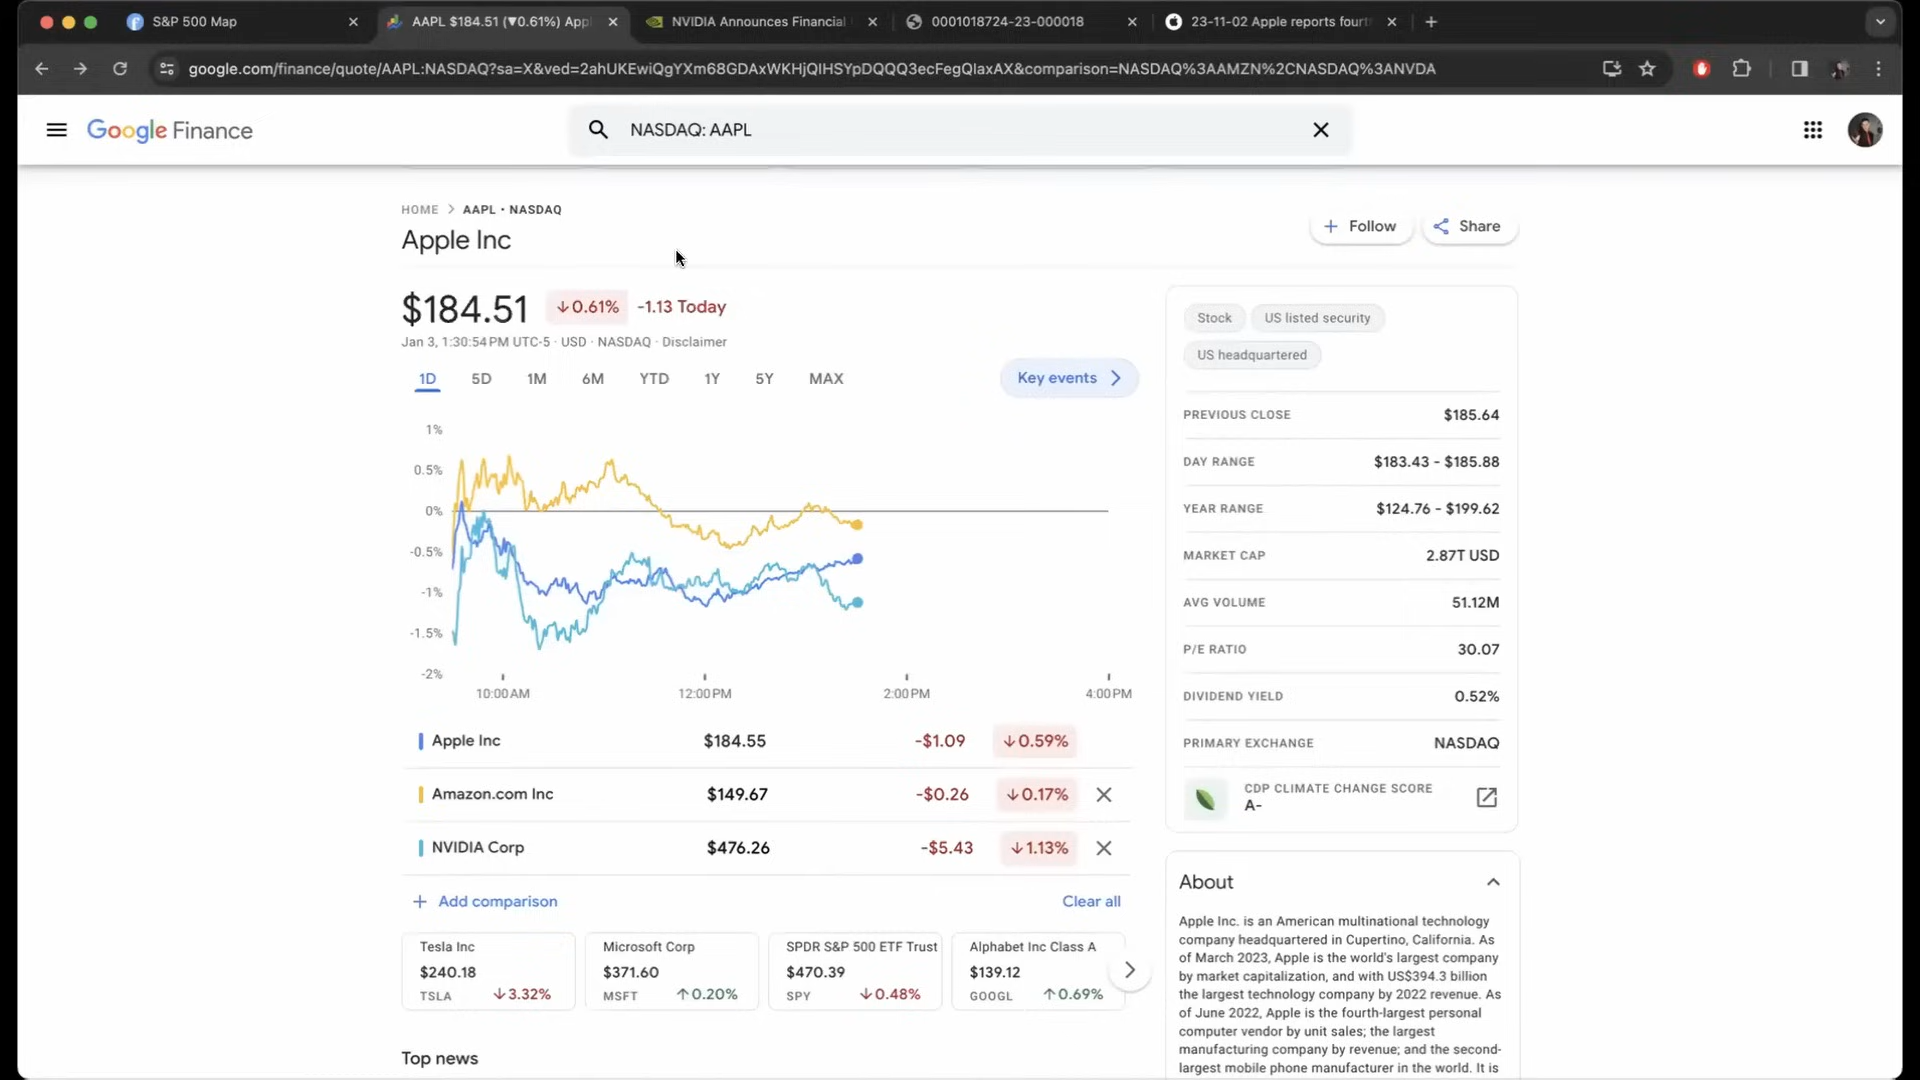 S&P 500 Map
AAPL $184.51 (▼0.61%) Appl
NVIDIA Announces Financial
0001018724-23-000018
23-11-02 Apple reports fourt
google.com/finance/quote/AAPL:NASDAQ?sa=X&ved=2ahUKEwiQgYXm68GDAxWKHjQIHSYpDQQQ3ecFegQIaxAX&comparison=NASDAQ%3AAMZN%2CNASDAQ%3ANVDA
Google Finance
NASDAQ: AAPL
HOME > AAPL • NASDAQ
Apple Inc
+ Follow
Share
$184.51 ↓0.61% -1.13 Today
Jan 3, 1:30:54 PM UTC-5 · USD · NASDAQ · Disclaimer
1D 5D 1M 6M YTD 1Y 5Y MAX
Key events
1%
0.5%
0%
-0.5%
-1%
-1.5%
-2%
10:00 AM 12:00 PM 2:00 PM 4:00 PM
Apple Inc $184.55 -$1.09 ↓0.59%
Amazon.com Inc $149.67 -$0.26 ↓0.17%
NVIDIA Corp $476.26 -$5.43 ↓1.13%
+ Add comparison
Clear all
Tesla Inc
$240.18
TSLA ↓3.32%
Microsoft Corp
$371.60
MSFT ↑0.20%
SPDR S&P 500 ETF Trust
$470.39
SPY ↓0.48%
Alphabet Inc Class A
$139.12
GOOGL ↑0.69%
Top news
Stock
US listed security
US headquartered
PREVIOUS CLOSE $185.64
DAY RANGE $183.43 - $185.88
YEAR RANGE $124.76 - $199.62
MARKET CAP 2.87T USD
AVG VOLUME 51.12M
P/E RATIO 30.07
DIVIDEND YIELD 0.52%
PRIMARY EXCHANGE NASDAQ
CDP CLIMATE CHANGE SCORE
A-
About
Apple Inc. is an American multinational technology
company headquartered in Cupertino, California. As
of March 2023, Apple is the world's largest company
by market capitalization, and with US$394.3 billion
the largest technology company by 2022 revenue. As
of June 2022, Apple is the fourth-largest personal
computer vendor by unit sales; the largest
manufacturing company by revenue; and the second-
largest mobile phone manufacturer in the world. It is